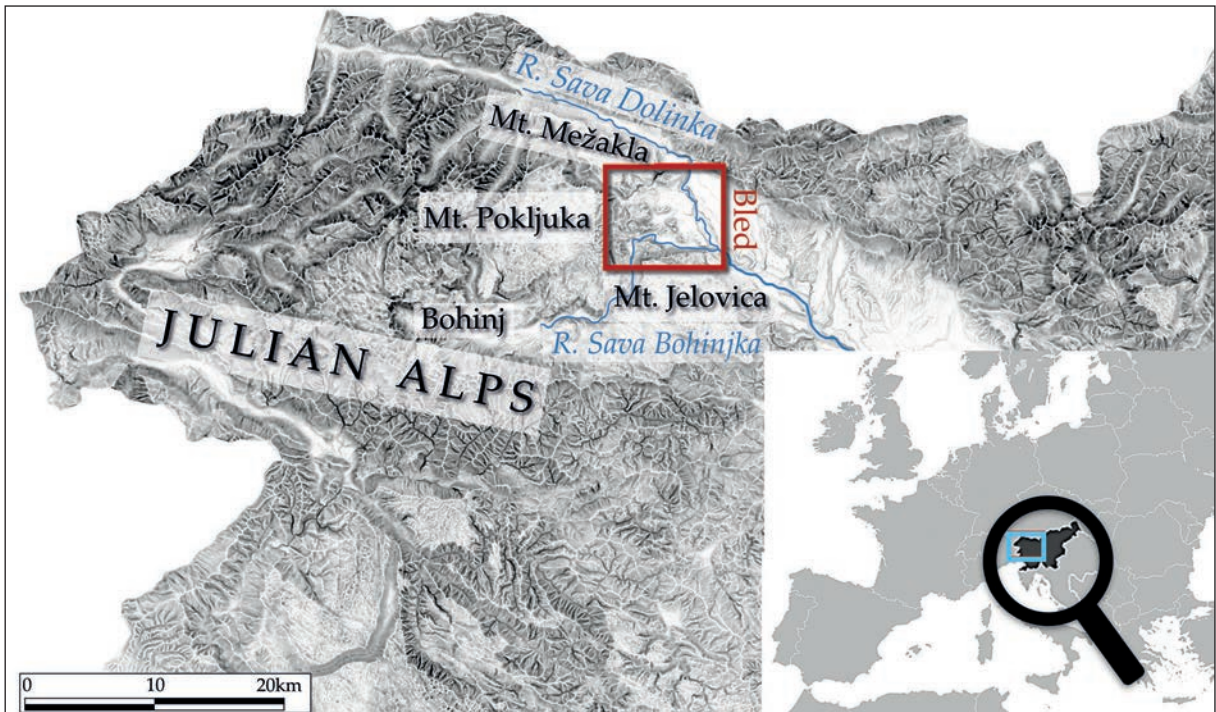 R. Sava Dolinka
Mt. Mežakla
Mt. Pokljuka
Bled
Mt. Jelovica
Bohinj
R. Sava Bohinjka
JULIAN ALPS
0 10 20km